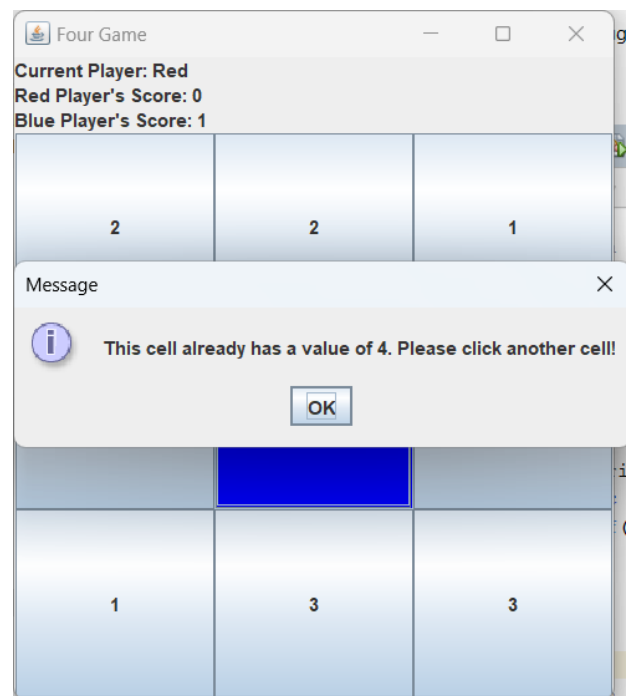 Four Game
Current Player: Red
Red Player's Score: 0
Blue Player's Score: 1
2 2 1
Message
This cell already has a value of 4. Please click another cell!
OK
1 3 3